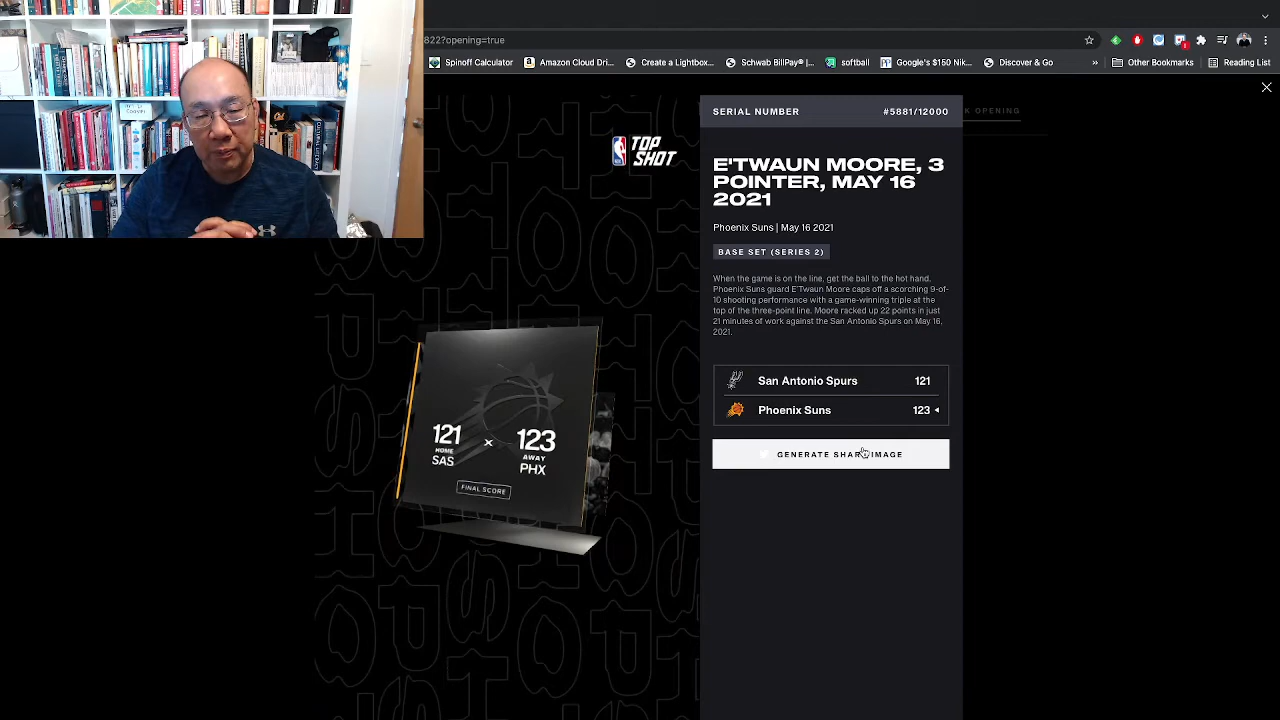 822?opening=true
Spinoff Calculator
Amazon Cloud Dri...
Create a Lightbox...
Schwab BillPay®|...
softball
Google's $150 Nik...
Discover & Go
»
Other Bookmarks
Reading List
SERIAL NUMBER
#5881/12000
K OPENING
TOP
SHOT
E'TWAUN MOORE, 3
POINTER, MAY 16
2021
Phoenix Suns | May 16 2021
BASE SET (SERIES 2)
When the game is on the line, get the ball to the hot hand.
Phoenix Suns guard E'Twaun Moore caps off a scorching 9-of-
10 shooting performance with a game-winning triple at the
top of the three-point line. Moore racked up 22 points in just
21 minutes of work against the San Antonio Spurs on May 16,
2021.
San Antonio Spurs 121
Phoenix Suns 123
GENERATE SHARE IMAGE
121 x 123
HOME AWAY
SAS PHX
FINAL SCORE